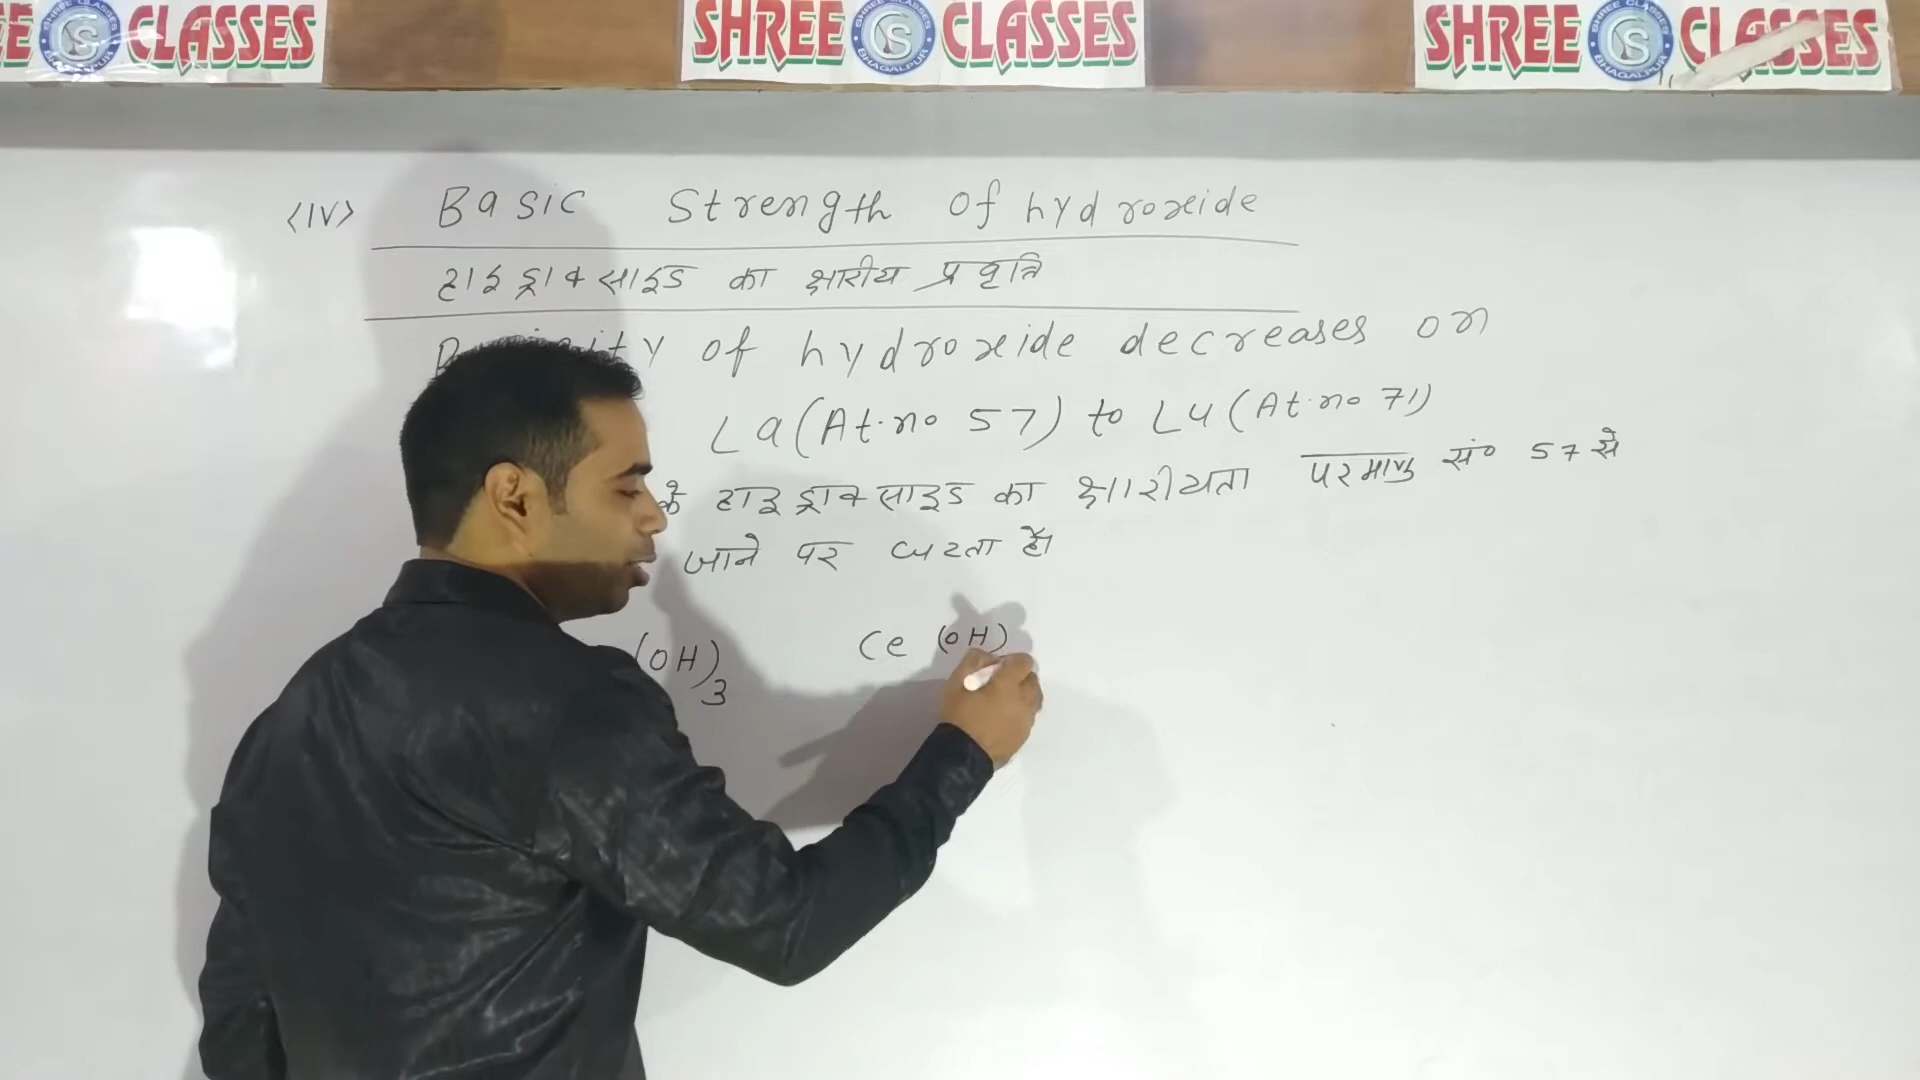 CLASSES SHREE CLASSES SHREE CLASSES
<IV> Basic Strength of hydroxide
हाइड्राक्साइड का क्षारीय प्रवृत्ति
of hydroxide decreases on
La (At. no 57) to Lu (At. no 71)
के हाइड्राक्साइड का क्षारीयता परमाणु सं० 57 से
जाने पर घटता है।
(OH)3 Ce (OH)